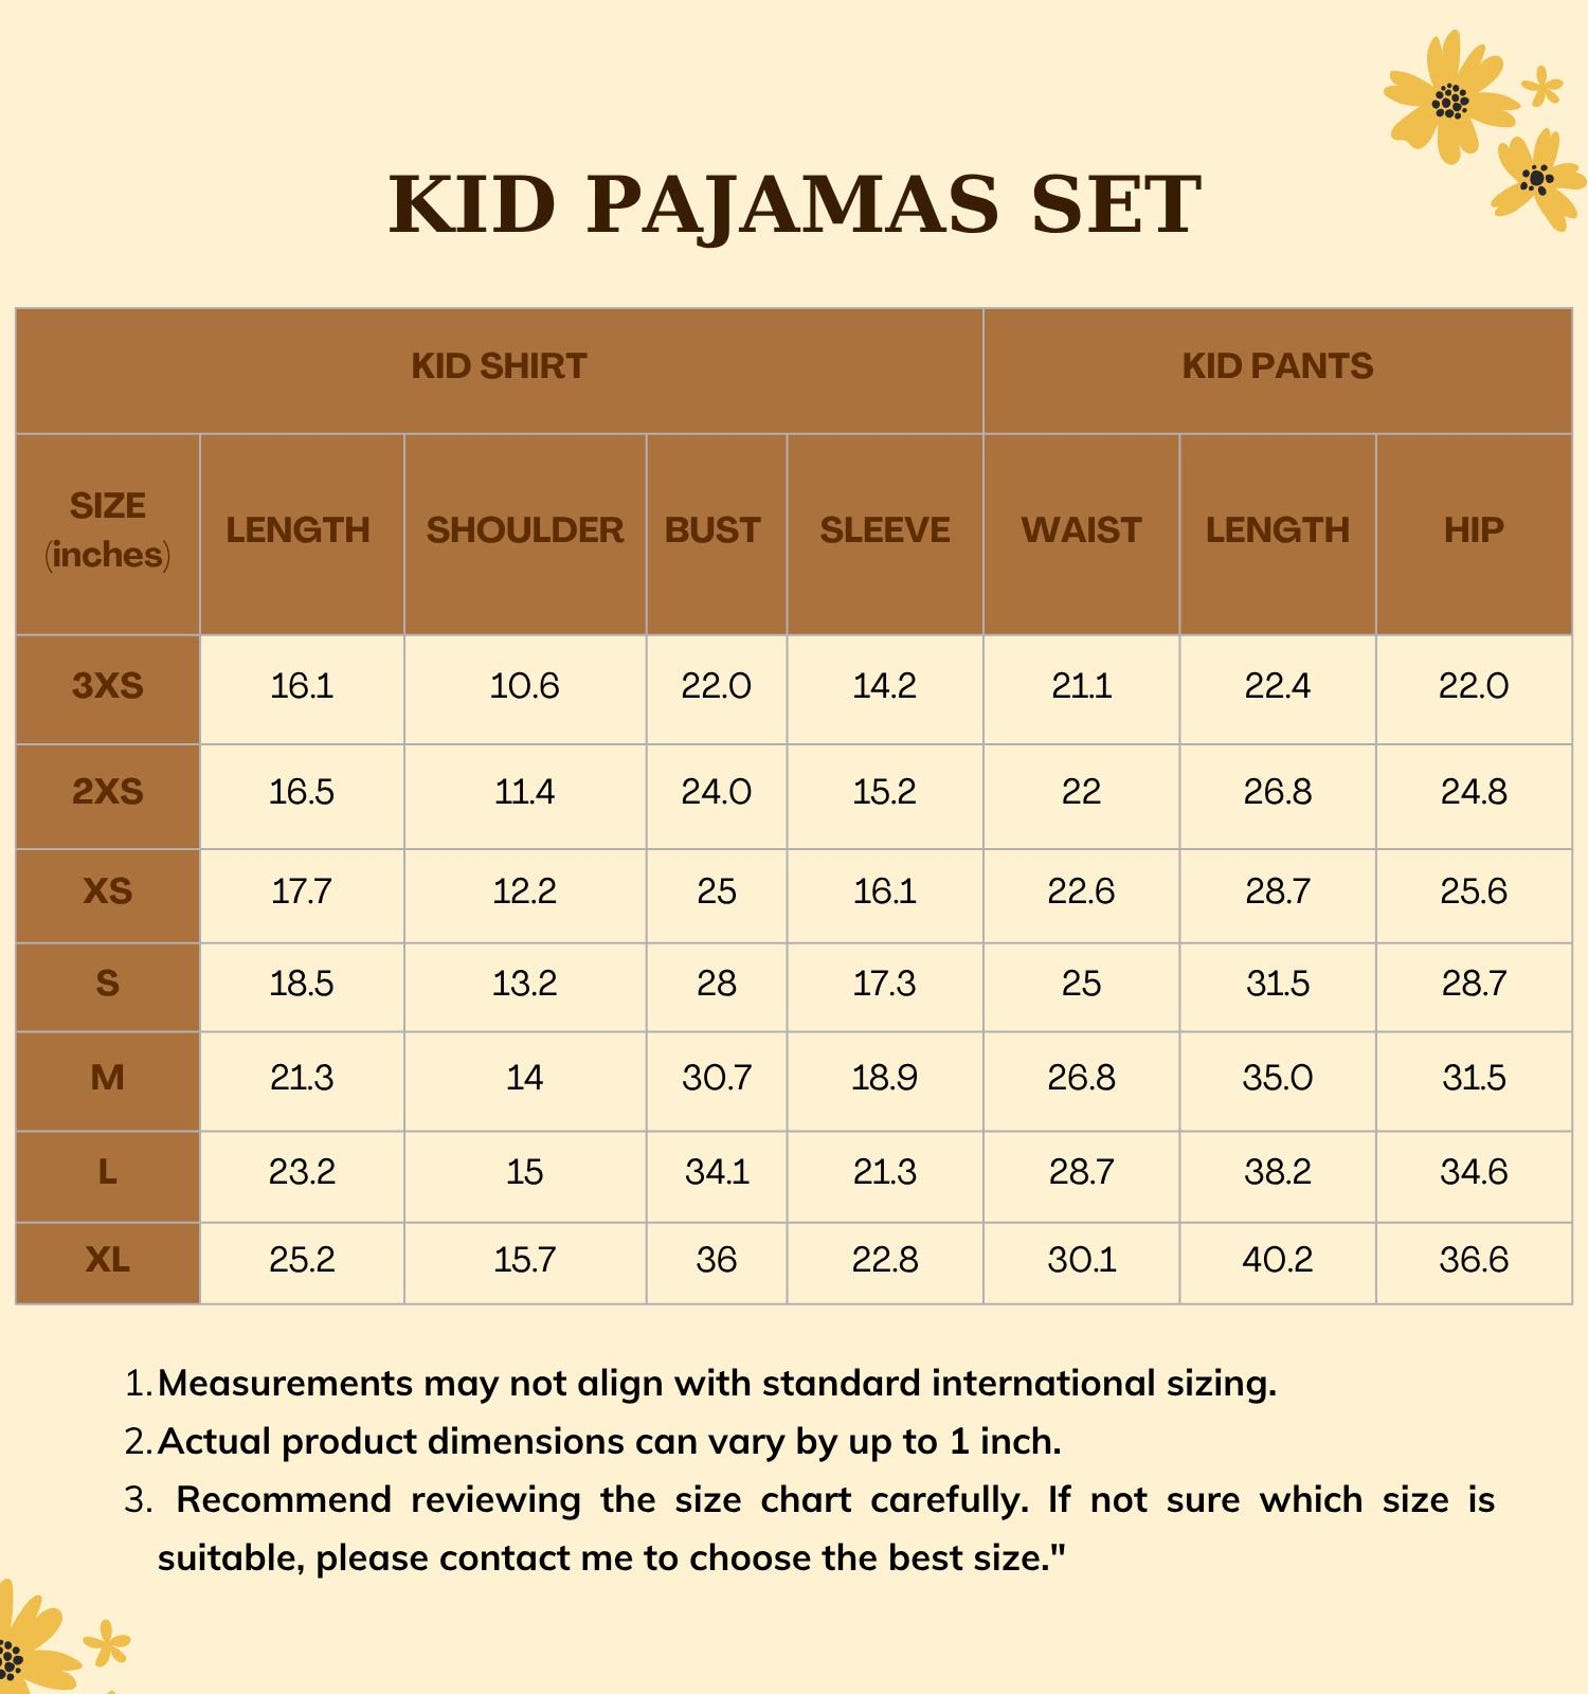 KID PAJAMAS SET
KID SHIRT KID PANTS
SIZE
(inches) LENGTH SHOULDER BUST SLEEVE WAIST LENGTH HIP
3XS 16.1 10.6 22.0 14.2 21.1 22.4 22.0
2XS 16.5 11.4 24.0 15.2 22 26.8 24.8
XS 17.7 12.2 25 16.1 22.6 28.7 25.6
S 18.5 13.2 28 17.3 25 31.5 28.7
M 21.3 14 30.7 18.9 26.8 35.0 31.5
L 23.2 15 34.1 21.3 28.7 38.2 34.6
XL 25.2 15.7 36 22.8 30.1 40.2 36.6
1. Measurements may not align with standard international sizing.
2. Actual product dimensions can vary by up to 1 inch.
3. Recommend reviewing the size chart carefully. If not sure which size is
suitable, please contact me to choose the best size."